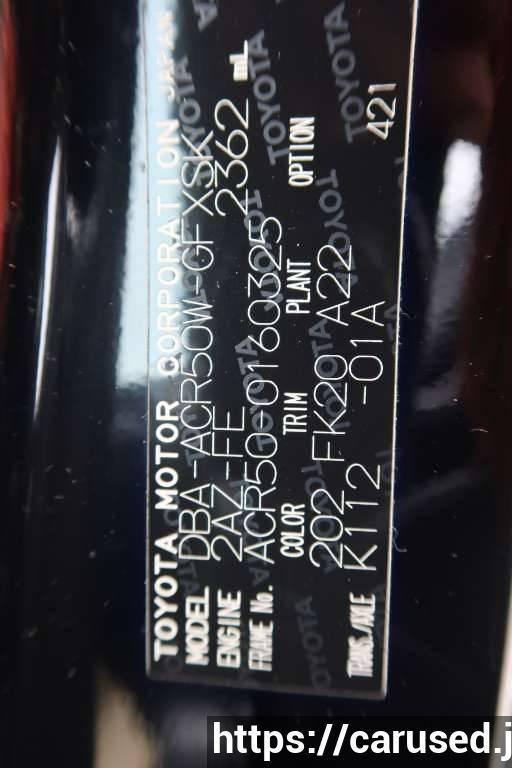 TOYOTA MOTOR CORPORATION JAPAN
MODEL DBA-ACR50W-GFXSK
ENGINE 2AZ-FE 2362 mL
FRAME No. ACR50-0160325
COLOR TRIM PLANT OPTION
202 FK20 A22 421
TRANS./AXLE K112 -01A
https://carused.j